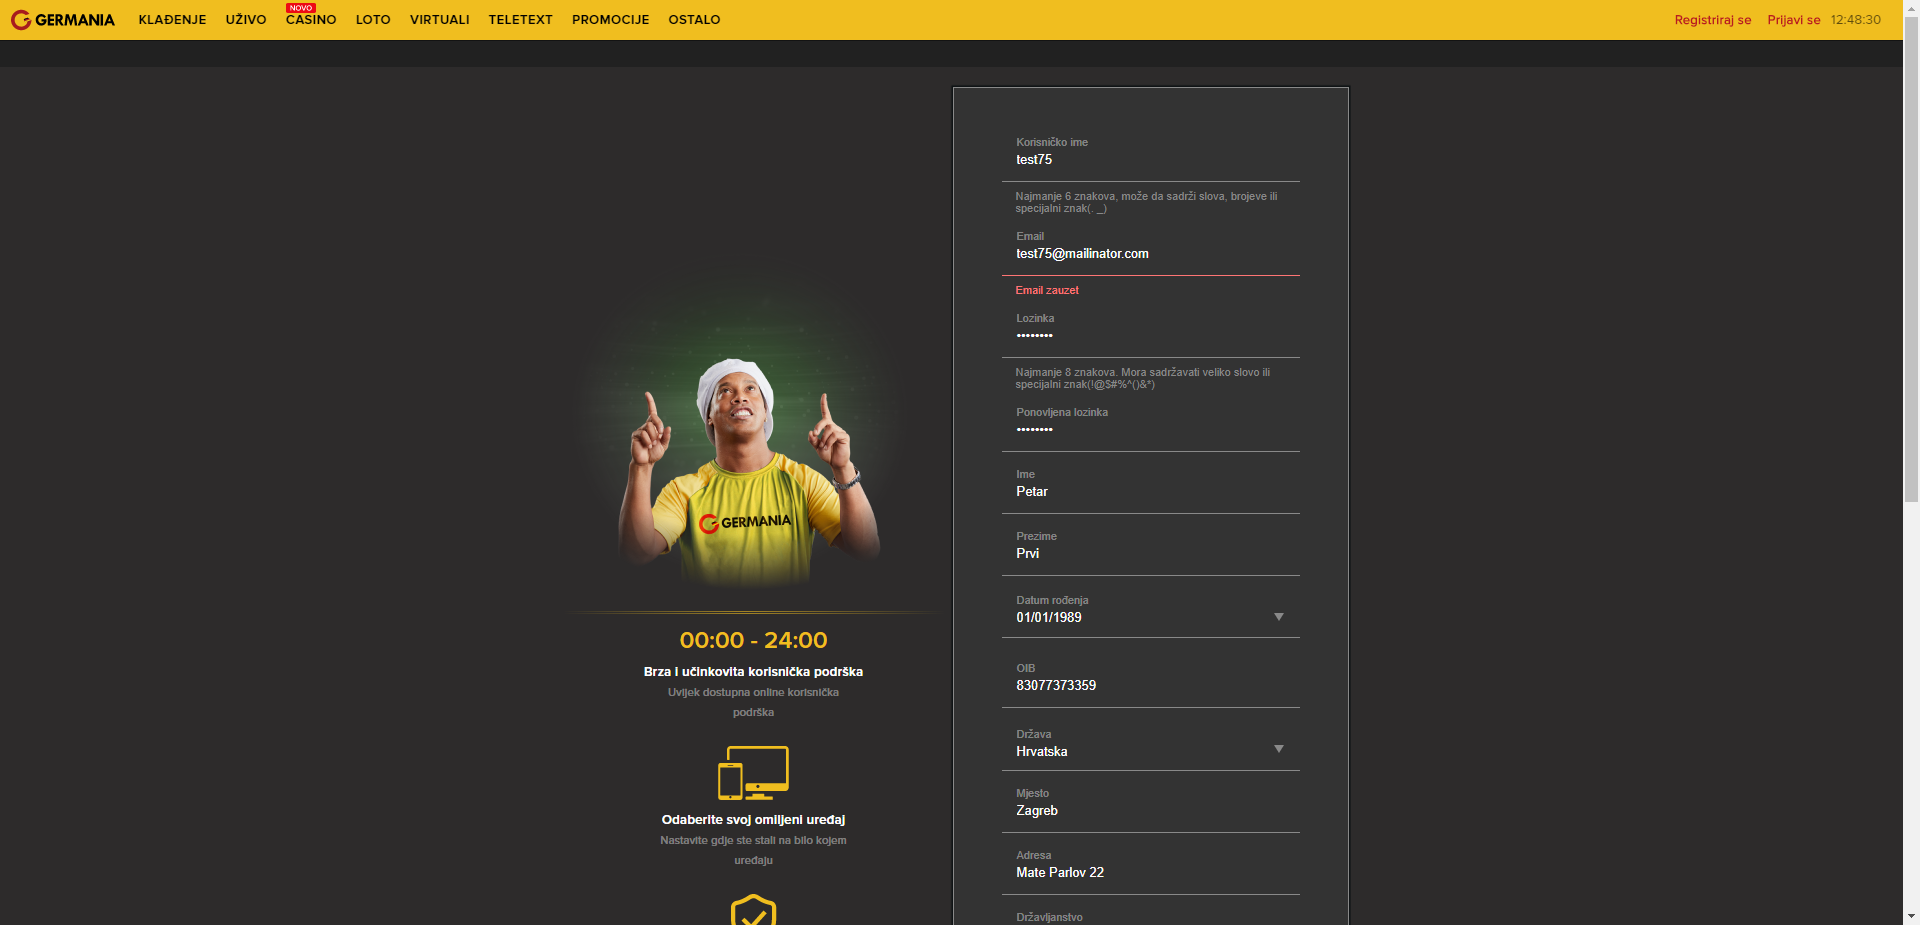 GERMANIA
KLAĐENJE
UŽIVO
NOVO
CASINO
LOTO
VIRTUALI
TELETEXT
PROMOCIJE
OSTALO
Registriraj se
Prijavi se
12:48:30
GERMANIA
00:00 - 24:00
Brza i učinkovita korisnička podrška
Uvijek dostupna online korisnička
podrška
Odaberite svoj omiljeni uređaj
Nastavite gdje ste stali na bilo kojem
uređaju
Korisničko ime
test75
Najmanje 6 znakova, može da sadrži slova, brojeve ili
specijalni znak(. _)
Email
test75@mailinator.com
Email zauzet
Lozinka
••••••••
Najmanje 8 znakova. Mora sadržavati veliko slovo ili
specijalni znak(!@$#%^()&*)
Ponovljena lozinka
••••••••
Ime
Petar
Prezime
Prvi
Datum rođenja
01/01/1989
OIB
83077373359
Država
Hrvatska
Mjesto
Zagreb
Adresa
Mate Parlov 22
Državljanstvo